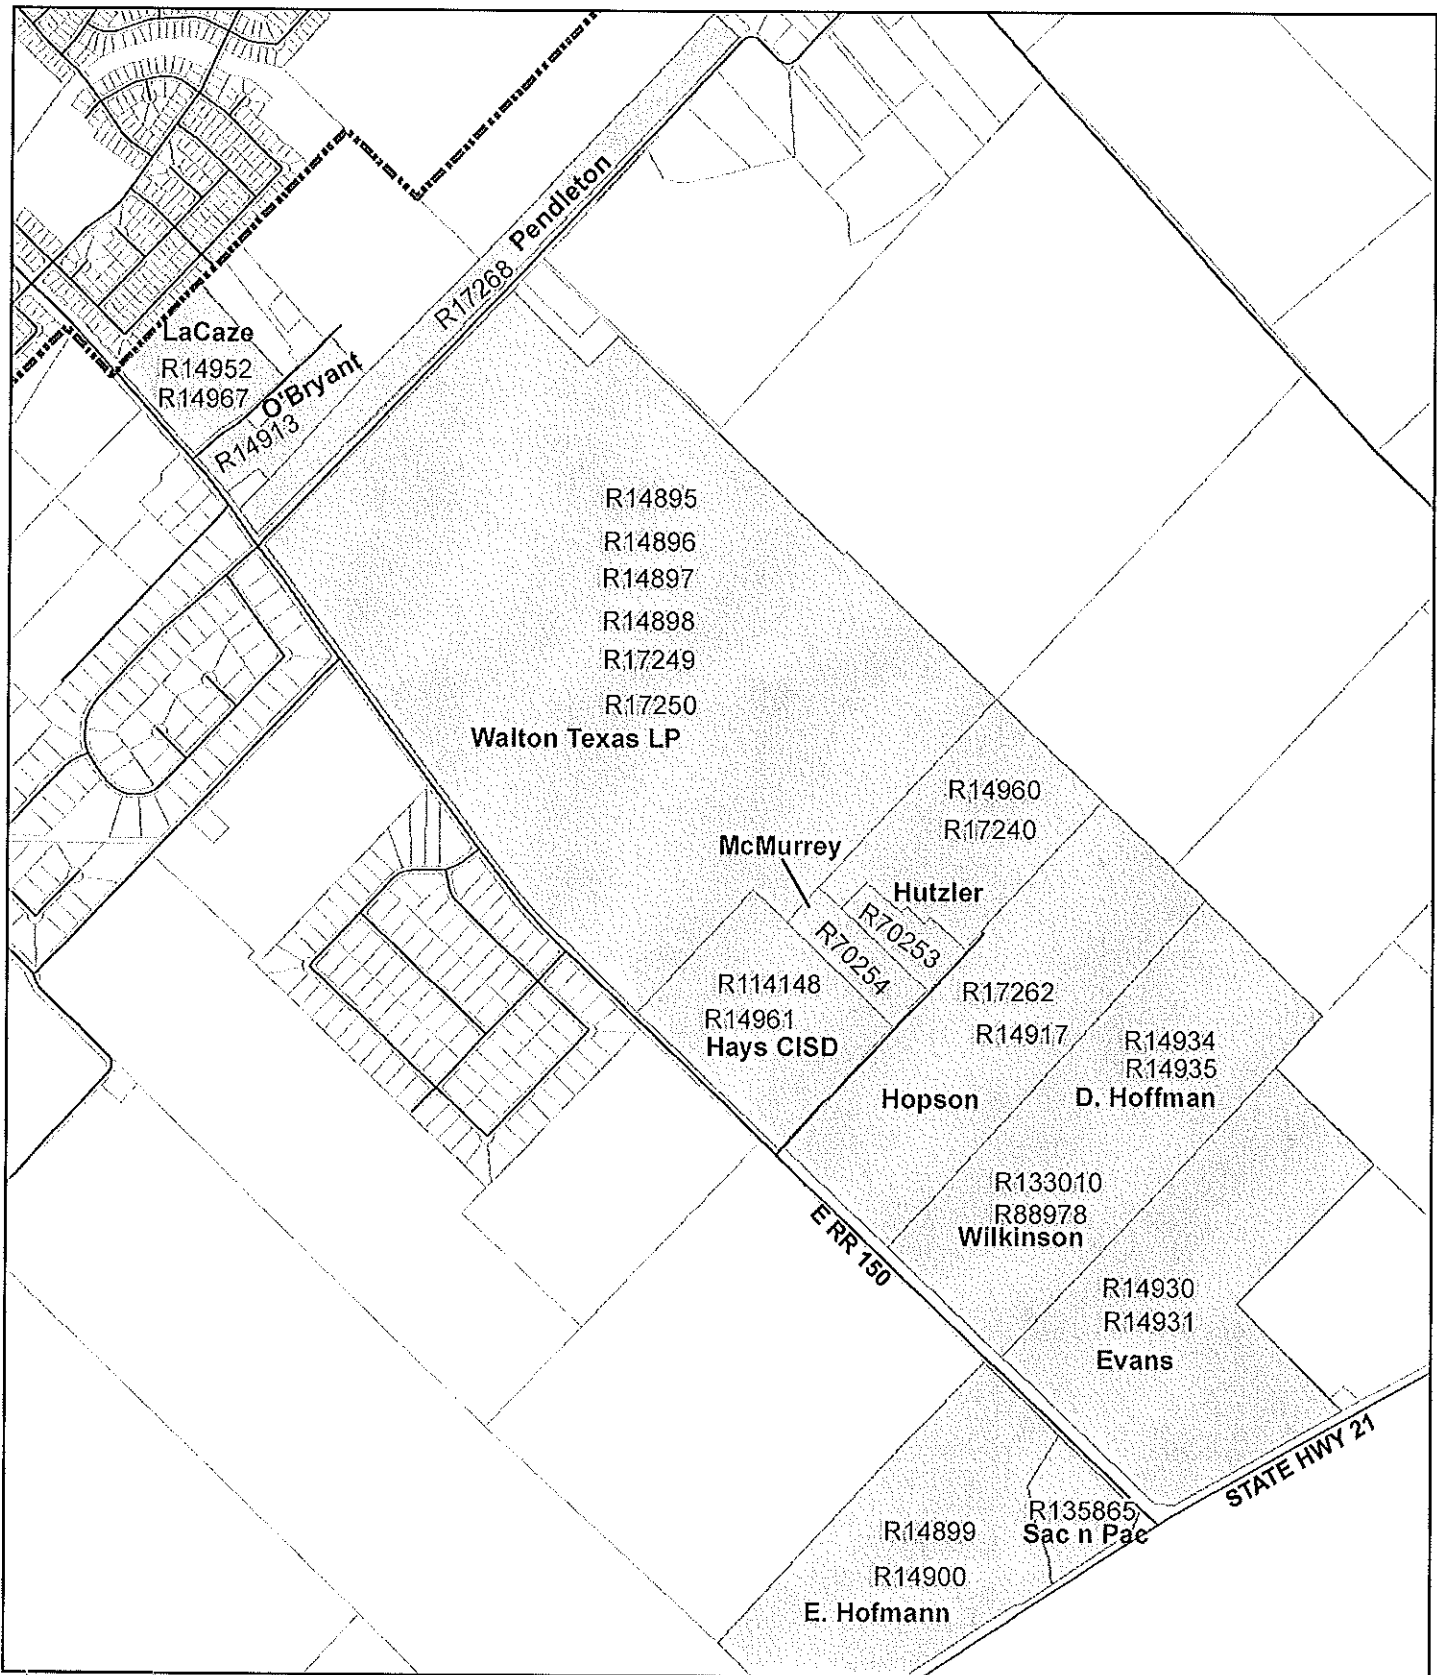 Pendleton
R17268
LaCaze
R14952
R14967
O'Bryant
R14913
R14895
R14896
R14897
R14898
R17249
R17250
Walton Texas LP
R14960
R17240
McMurrey
Hutzler
R70253
R70254
R114148
R14961
Hays CISD
R17262
R14917
Hopson
R14934
R14935
D. Hoffman
R133010
R88978
Wilkinson
E RR 150
R14930
R14931
Evans
STATE HWY 21
R135865
Sac n Pac
R14899
R14900
E. Hofmann